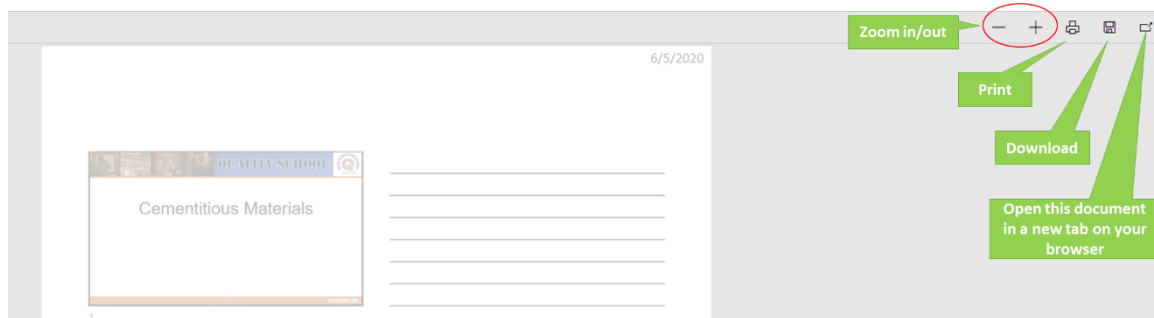 Zoom in/out
6/5/2020
Print
QUALITY SCHOOL
Download
Cementitious Materials
Open this document
in a new tab on your
browser
1